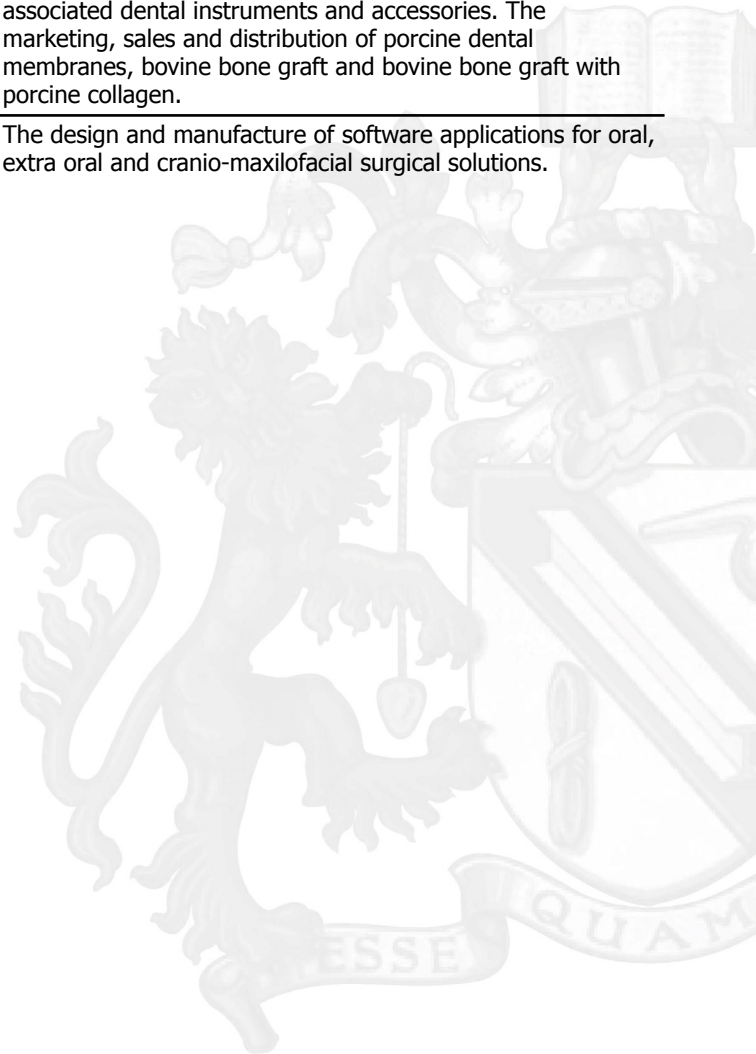 associated dental instruments and accessories. The
marketing, sales and distribution of porcine dental
membranes, bovine bone graft and bovine bone graft with
porcine collagen.
The design and manufacture of software applications for oral,
extra oral and cranio-maxilofacial surgical solutions.
ESSE
QUAM